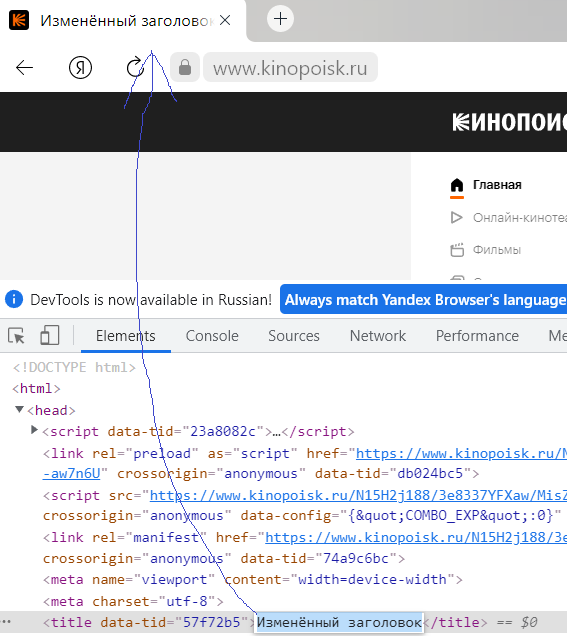 Изменённый заголовок
www.kinopoisk.ru
КИНОПОИС
Главная
Онлайн-кинотеа
Фильмы
DevTools is now available in Russian! Always match Yandex Browser's language
Elements Console Sources Network Performance Me
<!DOCTYPE html>
<html>
<head>
<script data-tid="23a8082c">…</script>
<link rel="preload" as="script" href="https://www.kinopoisk.ru/N
-aw7n6U" crossorigin="anonymous" data-tid="db024bc5">
<script src="https://www.kinopoisk.ru/N15H2j188/3e8337YFXaw/MisZ
crossorigin="anonymous" data-config="{&quot;COMBO_EXP&quot;:0}"
<link rel="manifest" href="https://www.kinopoisk.ru/N15H2j188/3e
crossorigin="anonymous" data-tid="74a9c6bc">
<meta name="viewport" content="width=device-width">
<meta charset="utf-8">
<title data-tid="57f72b5">Изменённый заголовок</title> == $0